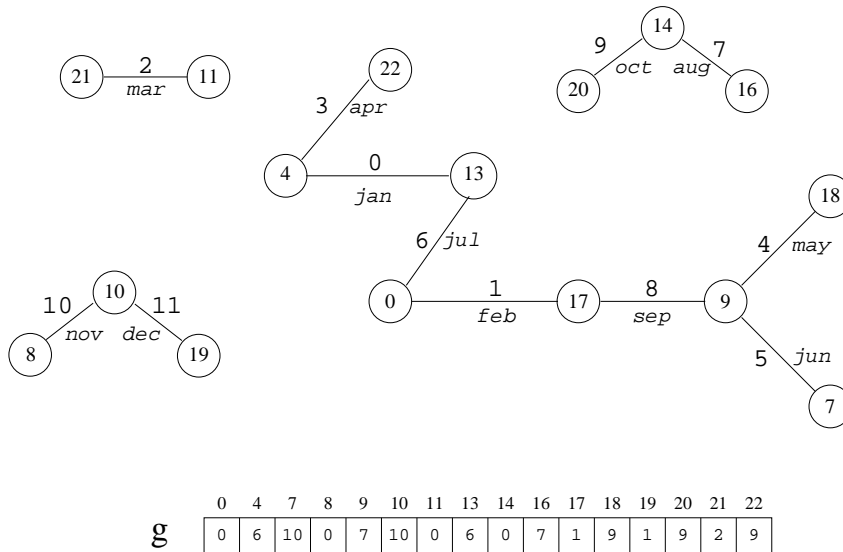 14
9 7
oct aug
20 16
21 2 11
mar
22
3 apr
4 0 13
jan
18
4 may
6 jul
10
10 11
nov dec
8 19
0 1 17 8 9
feb sep
jun
5
7
0 4 7 8 9 10 11 13 14 16 17 18 19 20 21 22
g 0 6 10 0 7 10 0 6 0 7 1 9 1 9 2 9